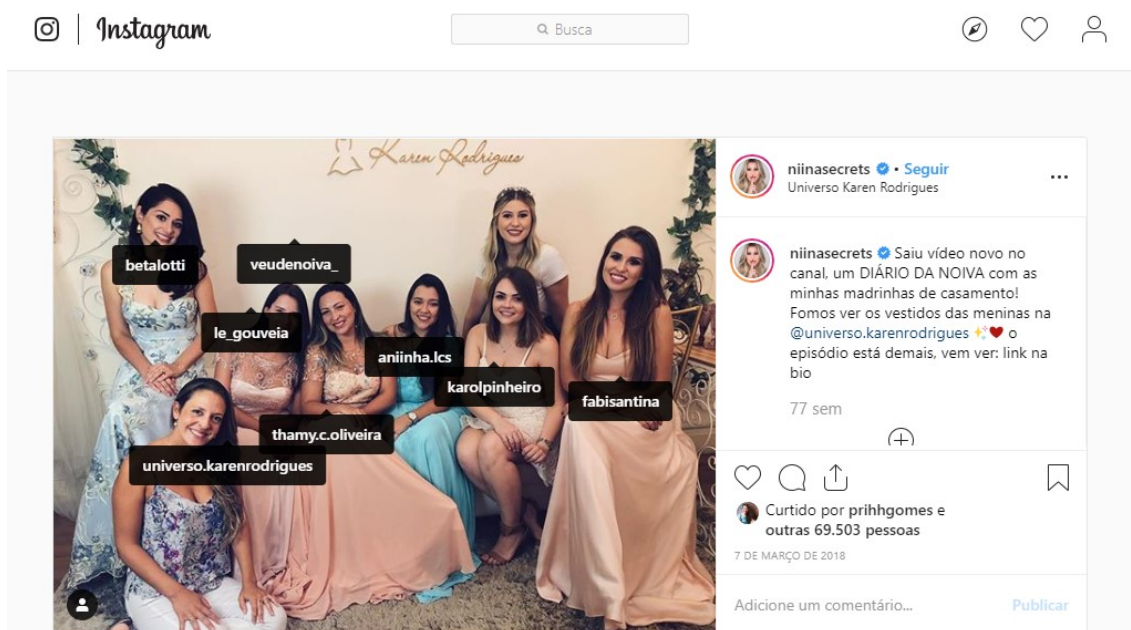 Instagram
Busca
Karen Rodrigues
betalotti
veudenoiva_
le_gouveia
aniinha.lcs
karolpinheiro
fabisantina
thamy.c.oliveira
universo.karenrodrigues
niinasecrets • Seguir
Universo Karen Rodrigues
niinasecrets Saiu vídeo novo no
canal, um DIÁRIO DA NOIVA com as
minhas madrinhas de casamento!
Fomos ver os vestidos das meninas na
@universo.karenrodrigues ✨❤️ o
episódio está demais, vem ver: link na
bio
77 sem
Curtido por prihhgomes e
outras 69.503 pessoas
7 DE MARÇO DE 2018
Adicione um comentário... Publicar